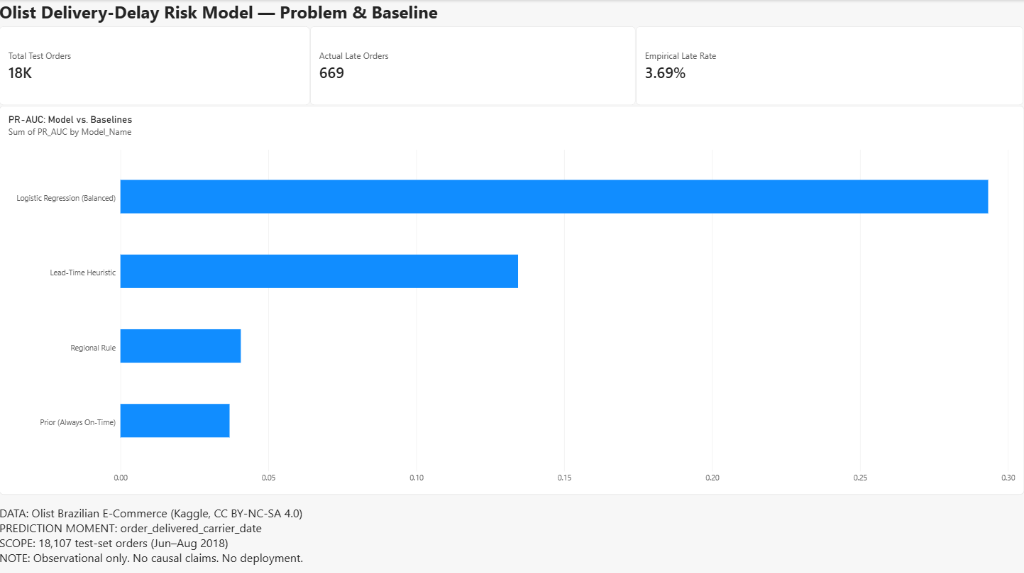 Olist Delivery-Delay Risk Model — Problem & Baseline
Total Test Orders
18K
Actual Late Orders
669
Empirical Late Rate
3.69%
PR-AUC: Model vs. Baselines
Sum of PR_AUC by Model_Name
Logistic Regression (Balanced)
Lead-Time Heuristic
Regional Rule
Prior (Always On-Time)
0.00 0.05 0.10 0.15 0.20 0.25 0.30
DATA: Olist Brazilian E-Commerce (Kaggle, CC BY-NC-SA 4.0)
PREDICTION MOMENT: order_delivered_carrier_date
SCOPE: 18,107 test-set orders (Jun–Aug 2018)
NOTE: Observational only. No causal claims. No deployment.